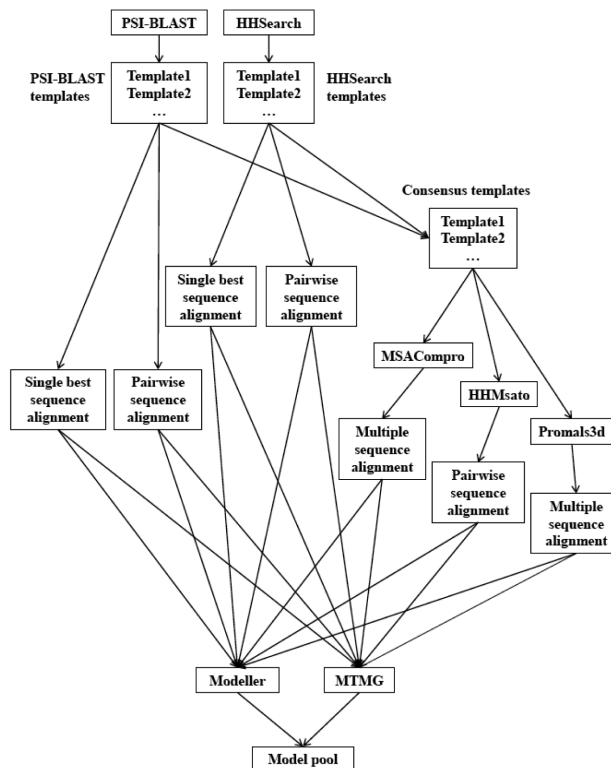 PSI-BLAST
HHSearch
PSI-BLAST
templates
Template1
Template2
...
Template1
Template2
...
HHSearch
templates
Consensus templates
Template1
Template2
...
Single best
sequence
alignment
Pairwise
sequence
alignment
MSACompro
Single best
sequence
alignment
Pairwise
sequence
alignment
HHMsato
Multiple
sequence
alignment
Promals3d
Pairwise
sequence
alignment
Multiple
sequence
alignment
Modeller
MTMG
Model pool